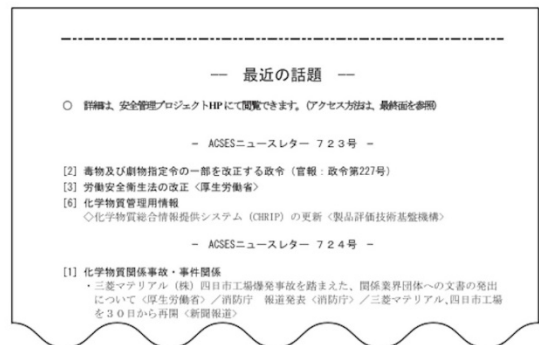 ── 最近の話題 ──
○ 詳細は、安全管理プロジェクトHPにて閲覧できます。(アクセス方法は、最終面を参照)
－ ACSESニュースレター ７２３号 －
[2] 毒物及び劇物指定令の一部を改正する政令（官報：政令第227号）
[3] 労働安全衛生法の改正〈厚生労働省〉
[6] 化学物質管理用情報
◇化学物質総合情報提供システム（CHRIP）の更新〈製品評価技術基盤機構〉
－ ACSESニュースレター ７２４号 －
[1] 化学物質関係事故・事件関係
・三菱マテリアル（株）四日市工場爆発事故を踏まえた、関係業界団体への文書の発出
について〈厚生労働省〉／消防庁 報道発表〈消防庁〉／三菱マテリアル、四日市工場
を３０日から再開〈新聞報道〉